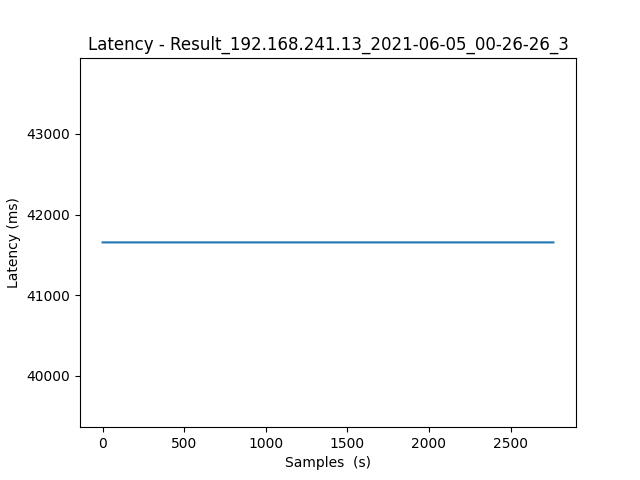 Latency - Result_192.168.241.13_2021-06-05_00-26-26_3
43000
42000
41000
40000
Latency (ms)
0 500 1000 1500 2000 2500
Samples  (s)